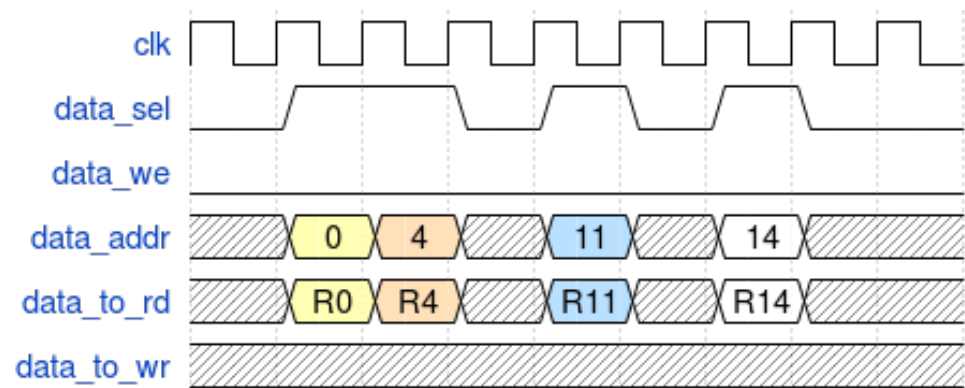 clk
data_sel
data_we
data_addr 0 4 11 14
data_to_rd R0 R4 R11 R14
data_to_wr